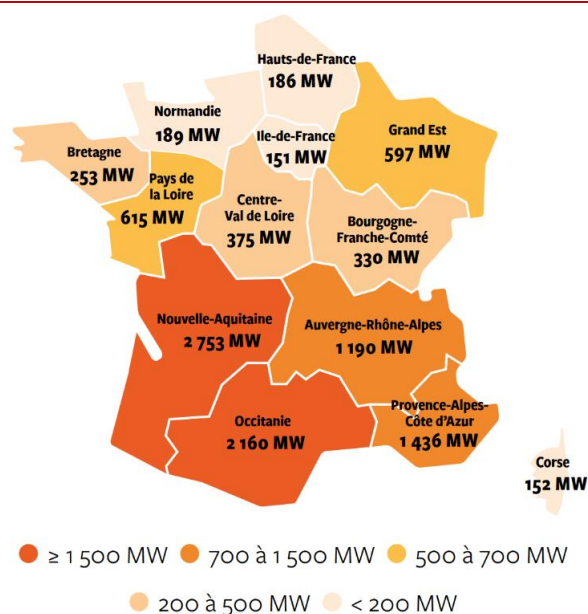 Hauts-de-France
186 MW
Normandie
189 MW
Ile-de-France
151 MW
Grand Est
597 MW
Bretagne
253 MW
Pays de
la Loire
615 MW
Centre-
Val de Loire
375 MW
Bourgogne-
Franche-Comté
330 MW
Nouvelle-Aquitaine
2 753 MW
Auvergne-Rhône-Alpes
1 190 MW
Occitanie
2 160 MW
Provence-Alpes-
Côte d'Azur
1 436 MW
Corse
152 MW
≥ 1 500 MW 700 à 1 500 MW 500 à 700 MW
200 à 500 MW < 200 MW